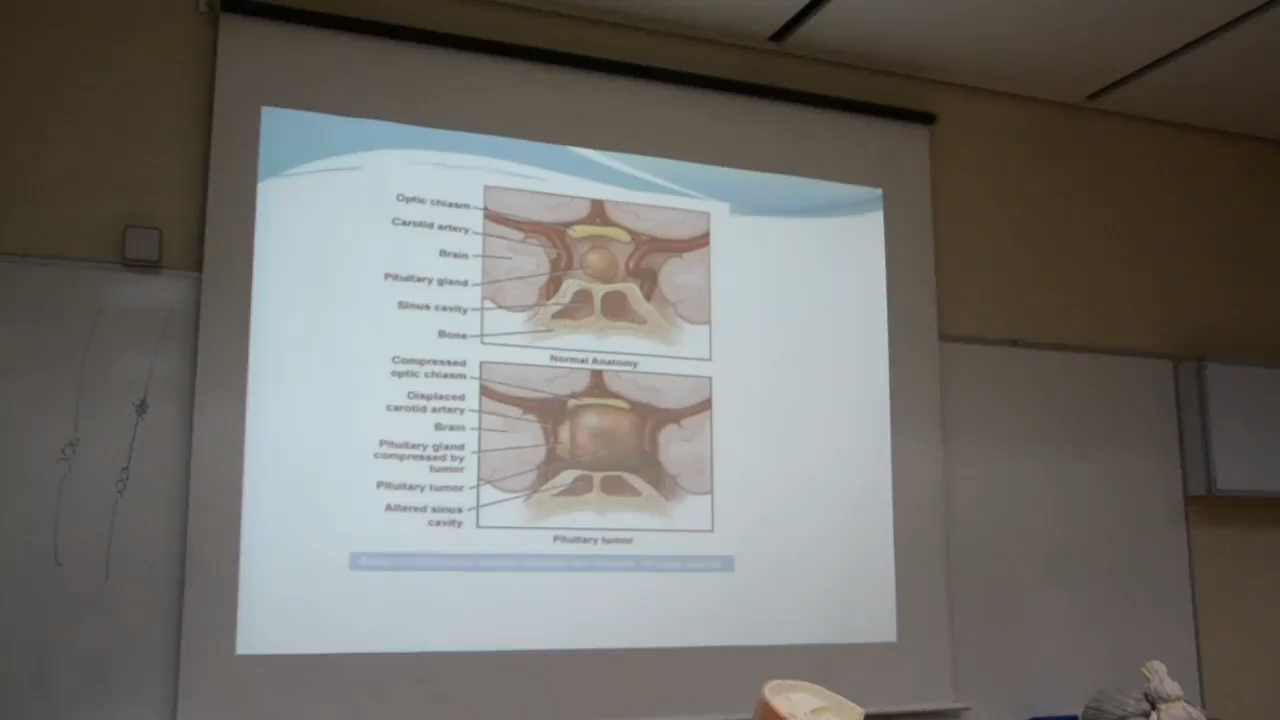 Optic chiasm
Carotid artery
Brain
Pituitary gland
Sinus cavity
Bone
Normal Anatomy
Compressed
optic chiasm
Displaced
carotid artery
Brain
Pituitary gland
compressed by
tumor
Pituitary tumor
Altered sinus
cavity
Pituitary tumor